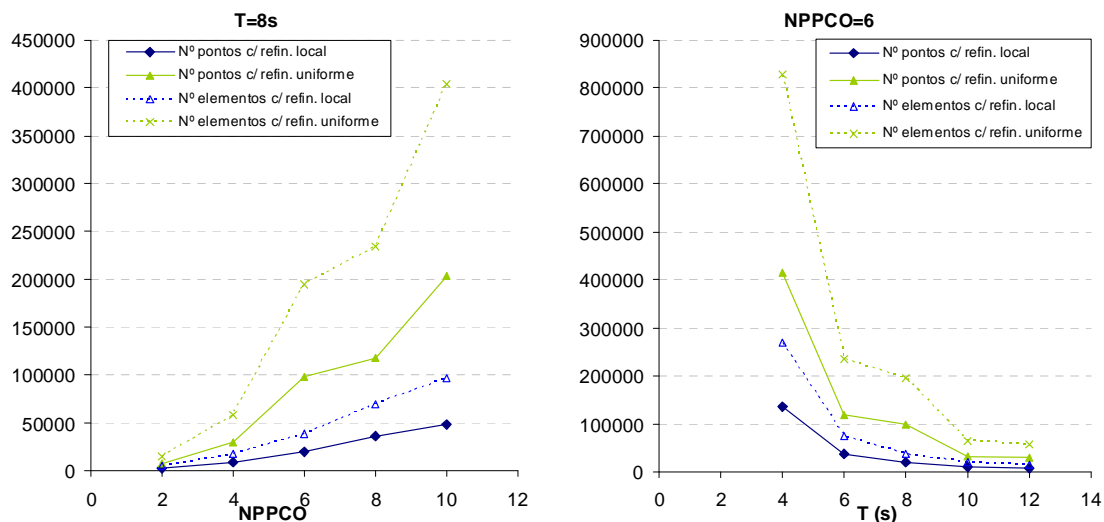 T=8s
450000
400000
350000
300000
250000
200000
150000
100000
50000
0
0 2 4 6 8 10 12
NPPCO
Nº pontos c/ refin. local
Nº pontos c/ refin. uniforme
Nº elementos c/ refin. local
Nº elementos c/ refin. uniforme
NPPCO=6
900000
800000
700000
600000
500000
400000
300000
200000
100000
0
0 2 4 6 8 10 12 14
T (s)
Nº pontos c/ refin. local
Nº pontos c/ refin. uniforme
Nº elementos c/ refin. local
Nº elementos c/ refin. uniforme